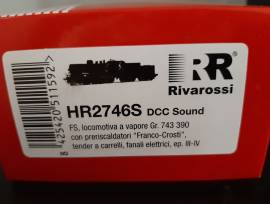 RR
Rivarossi
HR2746S DCC Sound
FS, locomotiva a vapore Gr. 743 390
con preriscaldatori "Franco-Crosti",
tender a carrelli, fanali elettrici, ep. III-IV